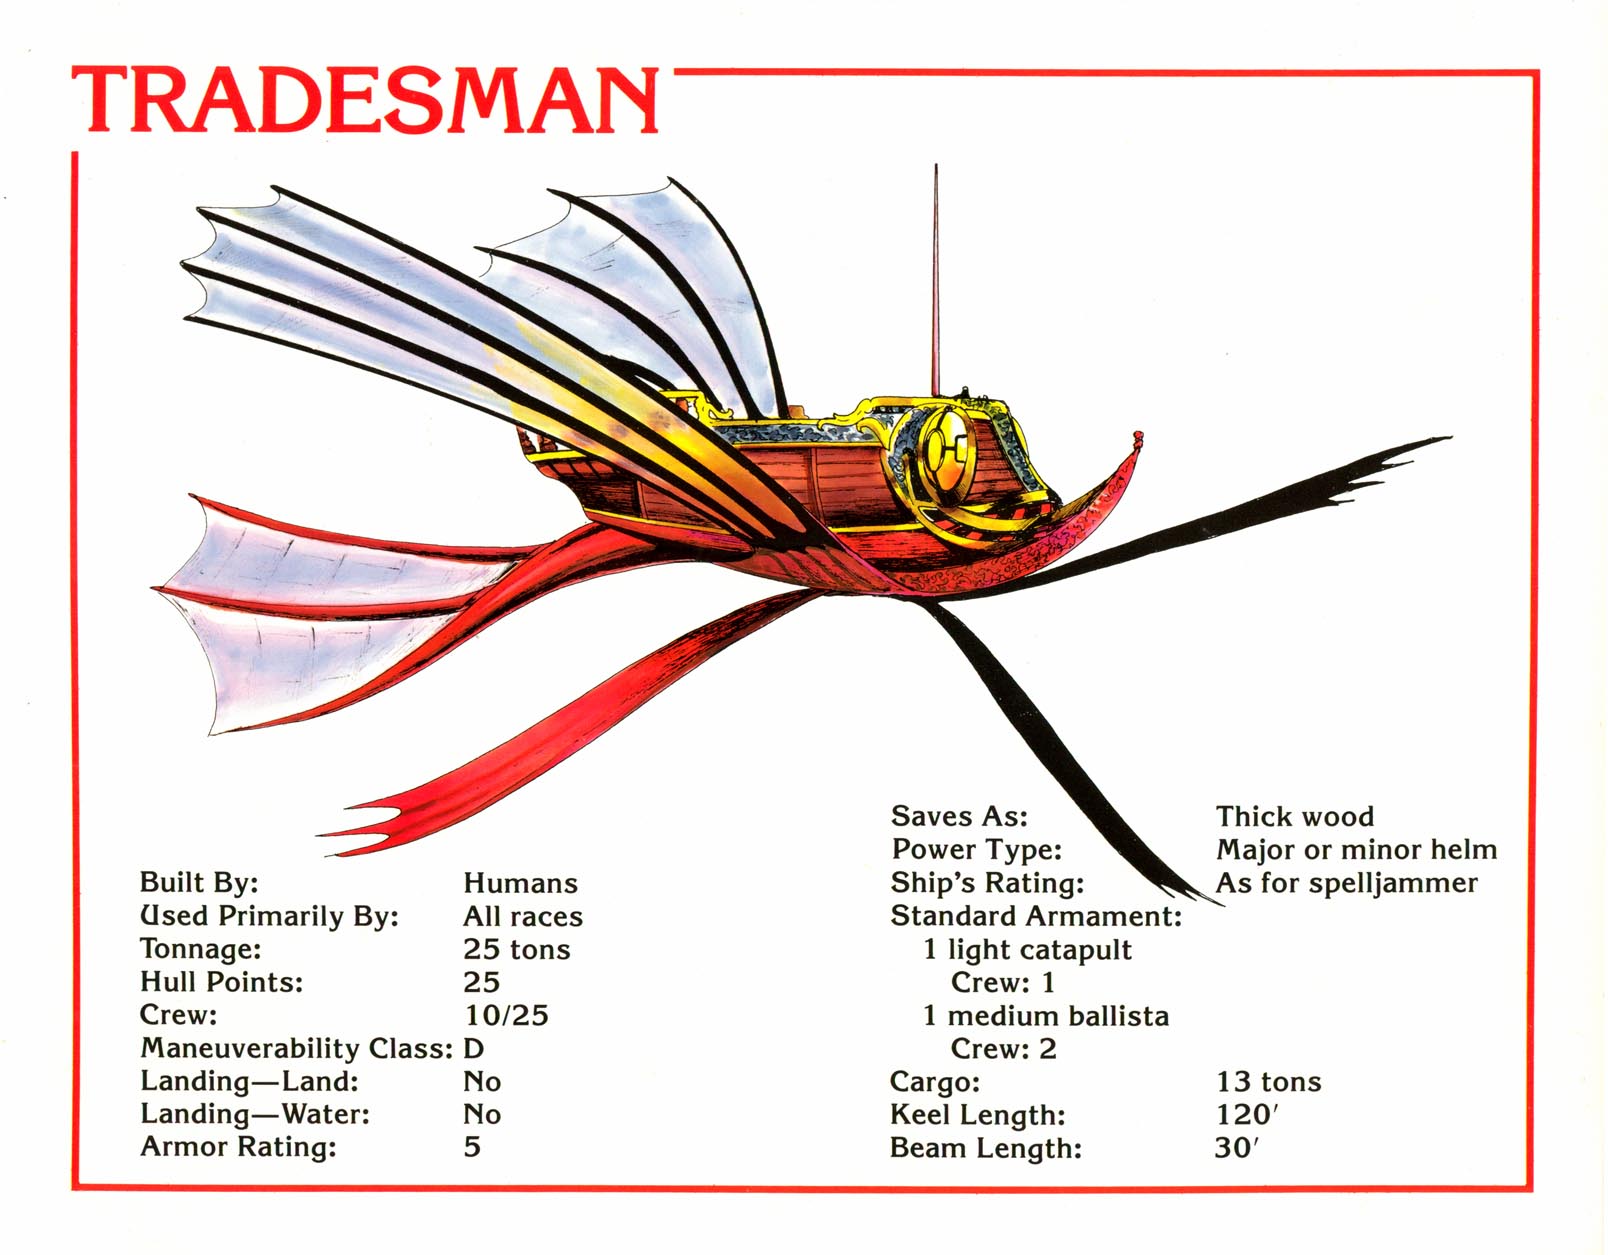 TRADESMAN
Built By: Humans
Used Primarily By: All races
Tonnage: 25 tons
Hull Points: 25
Crew: 10/25
Maneuverability Class: D
Landing—Land: No
Landing—Water: No
Armor Rating: 5
Saves As: Thick wood
Power Type: Major or minor helm
Ship's Rating: As for spelljammer
Standard Armament:
1 light catapult
Crew: 1
1 medium ballista
Crew: 2
Cargo: 13 tons
Keel Length: 120′
Beam Length: 30′